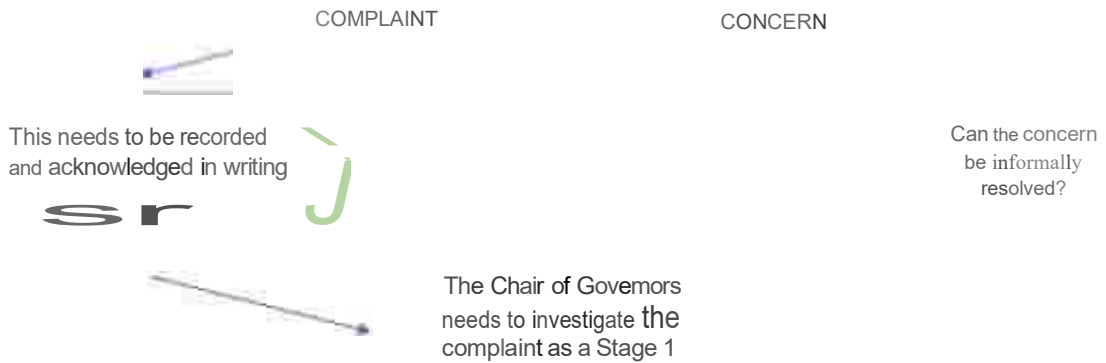 COMPLAINT
CONCERN
This needs to be recorded
and acknowledged in writing
Can the concern
be informally
resolved?
sr
j
The Chair of Govemors
needs to investigate the
complaint as a Stage 1